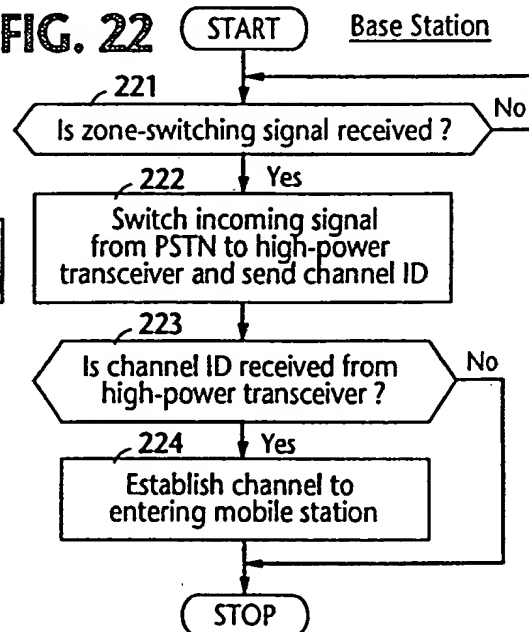 FIG. 22
START
Base Station
221
Is zone-switching signal received ?
No
Yes
222
Switch incoming signal
from PSTN to high-power
transceiver and send channel ID
223
Is channel ID received from
high-power transceiver ?
No
Yes
224
Establish channel to
entering mobile station
STOP